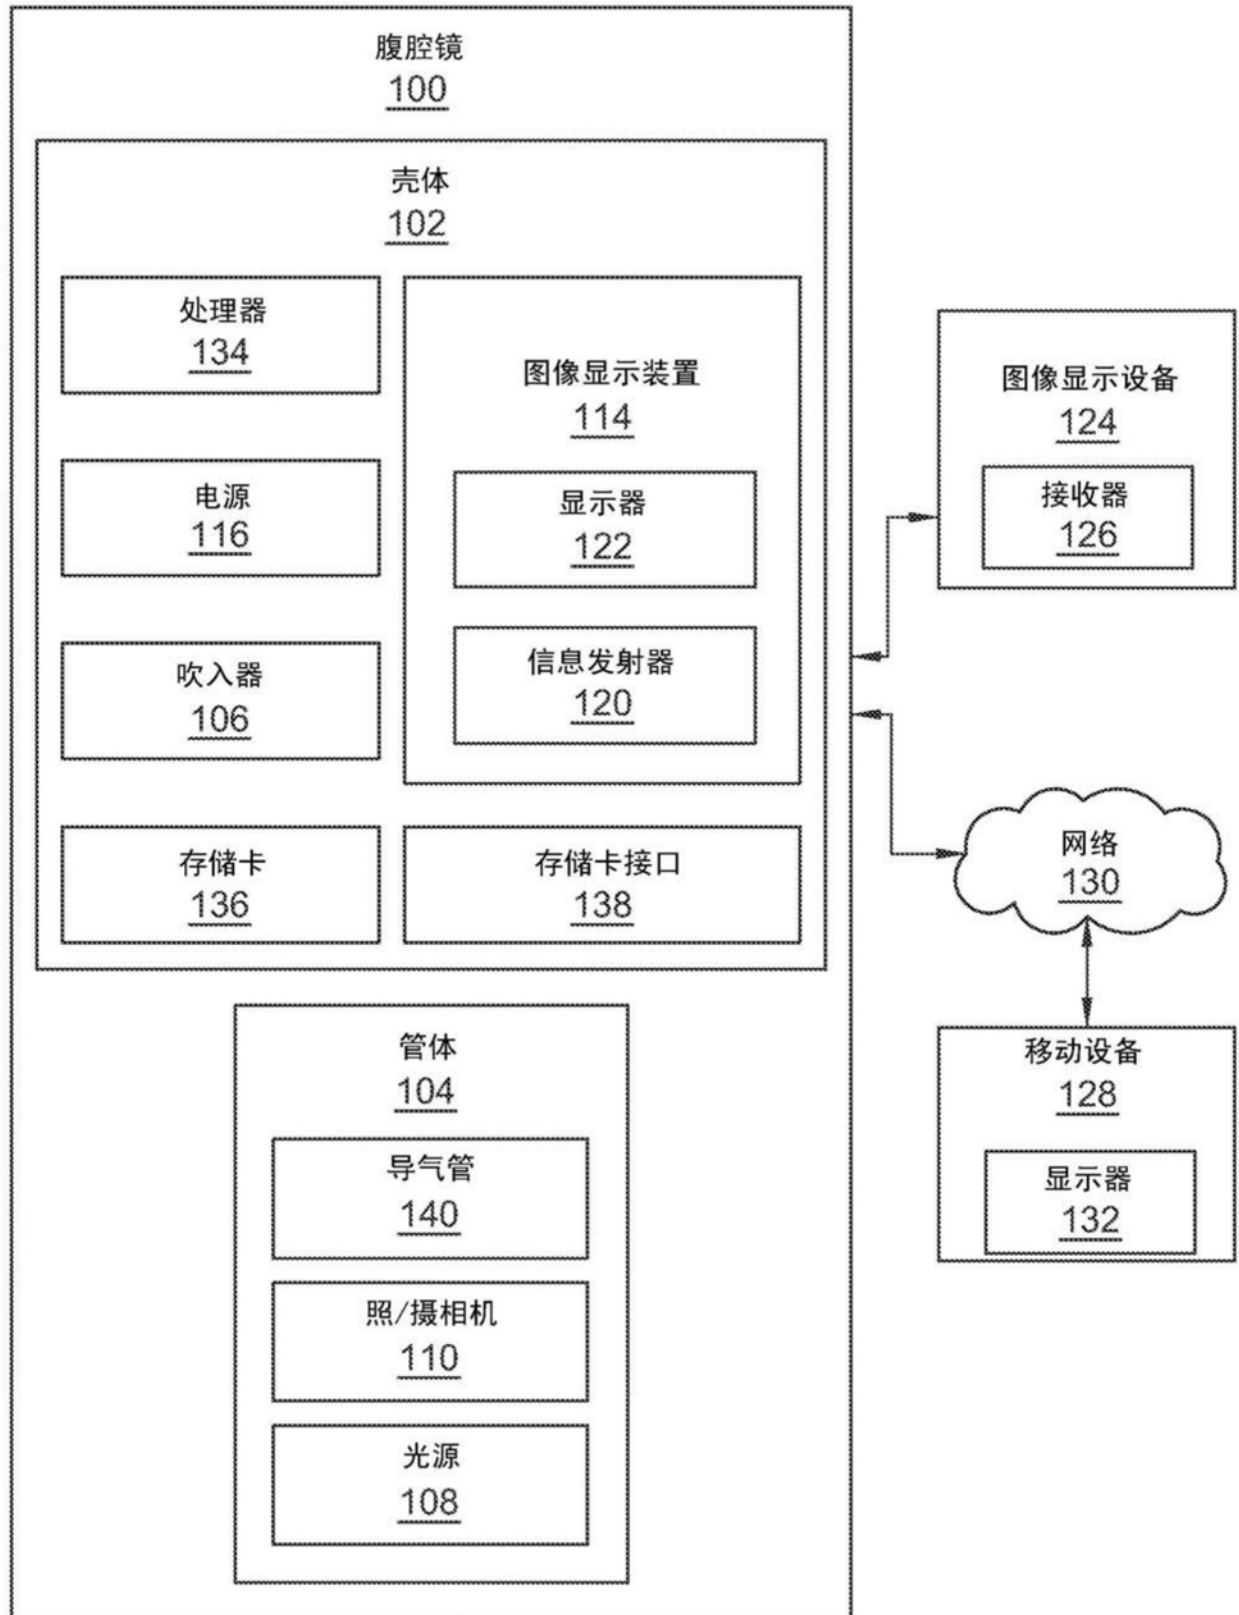 腹腔镜
100
壳体
102
处理器
134
电源
116
吹入器
106
存储卡
136
图像显示装置
114
显示器
122
信息发射器
120
存储卡接口
138
管体
104
导气管
140
照/摄相机
110
光源
108
图像显示设备
124
接收器
126
网络
130
移动设备
128
显示器
132